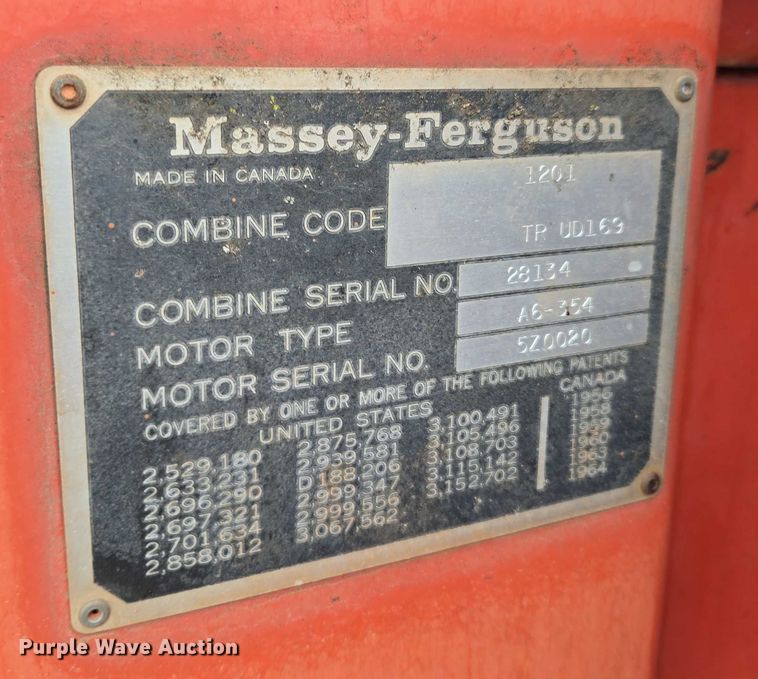 Massey-Ferguson
MADE IN CANADA
1201
COMBINE CODE
TR UD169
COMBINE SERIAL NO. 28134
MOTOR TYPE A6-354
MOTOR SERIAL NO. 5Z0020
COVERED BY ONE OR MORE OF THE FOLLOWING PATENTS
UNITED STATES CANADA
2,529,180 2,875,768 3,100,491 1956
2,633,231 2,939,581 3,105,496 1958
2,696,290 D188,206 3,108,703 1959
2,697,321 2,999,347 3,115,142 1960
2,701,634 2,999,556 3,152,702 1963
2,858,012 3,067,562 1964
Purple Wave Auction